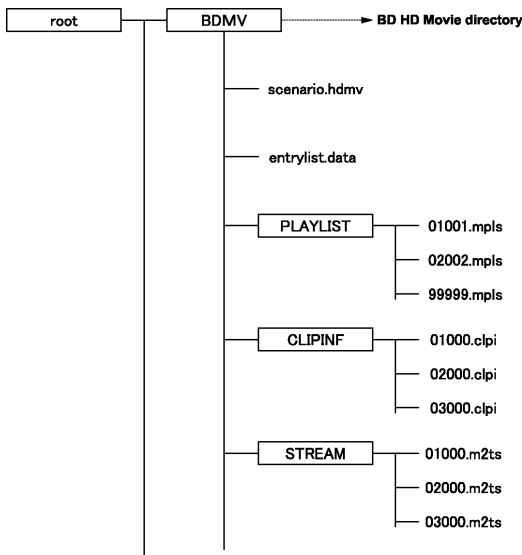 root
BDMV
BD HD Movie directory
scenario.hdmv
entrylist.data
PLAYLIST
01001.mpls
02002.mpls
99999.mpls
CLIPINF
01000.clpi
02000.clpi
03000.clpi
STREAM
01000.m2ts
02000.m2ts
03000.m2ts